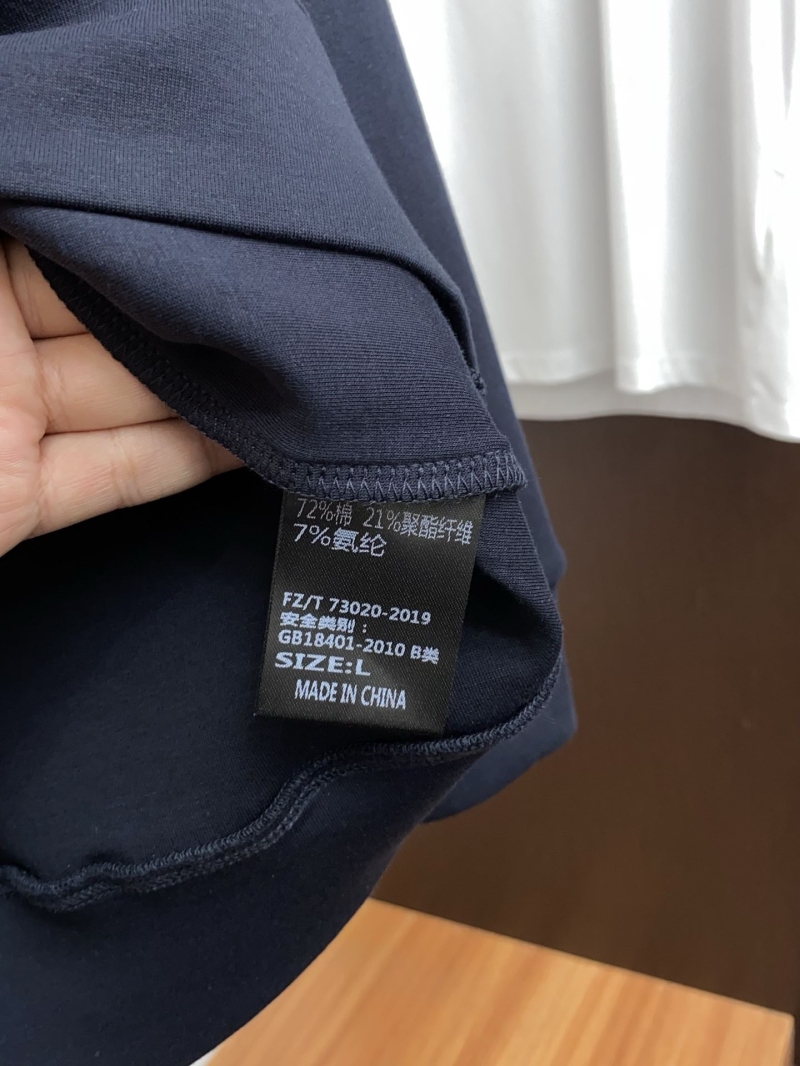 72%棉 21%聚酯纤维
7%氨纶
FZ/T 73020-2019
安全类别：
GB18401-2010 B类
SIZE:L
MADE IN CHINA